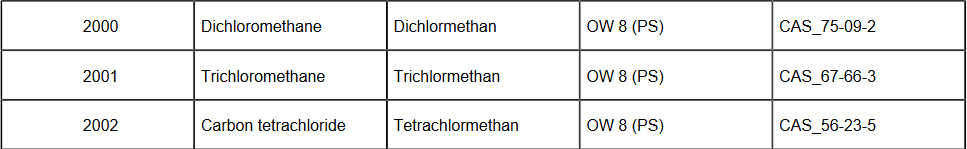 2000 Dichloromethane Dichlormethan OW 8 (PS) CAS_75-09-2
2001 Trichloromethane Trichlormethan OW 8 (PS) CAS_67-66-3
2002 Carbon tetrachloride Tetrachlormethan OW 8 (PS) CAS_56-23-5